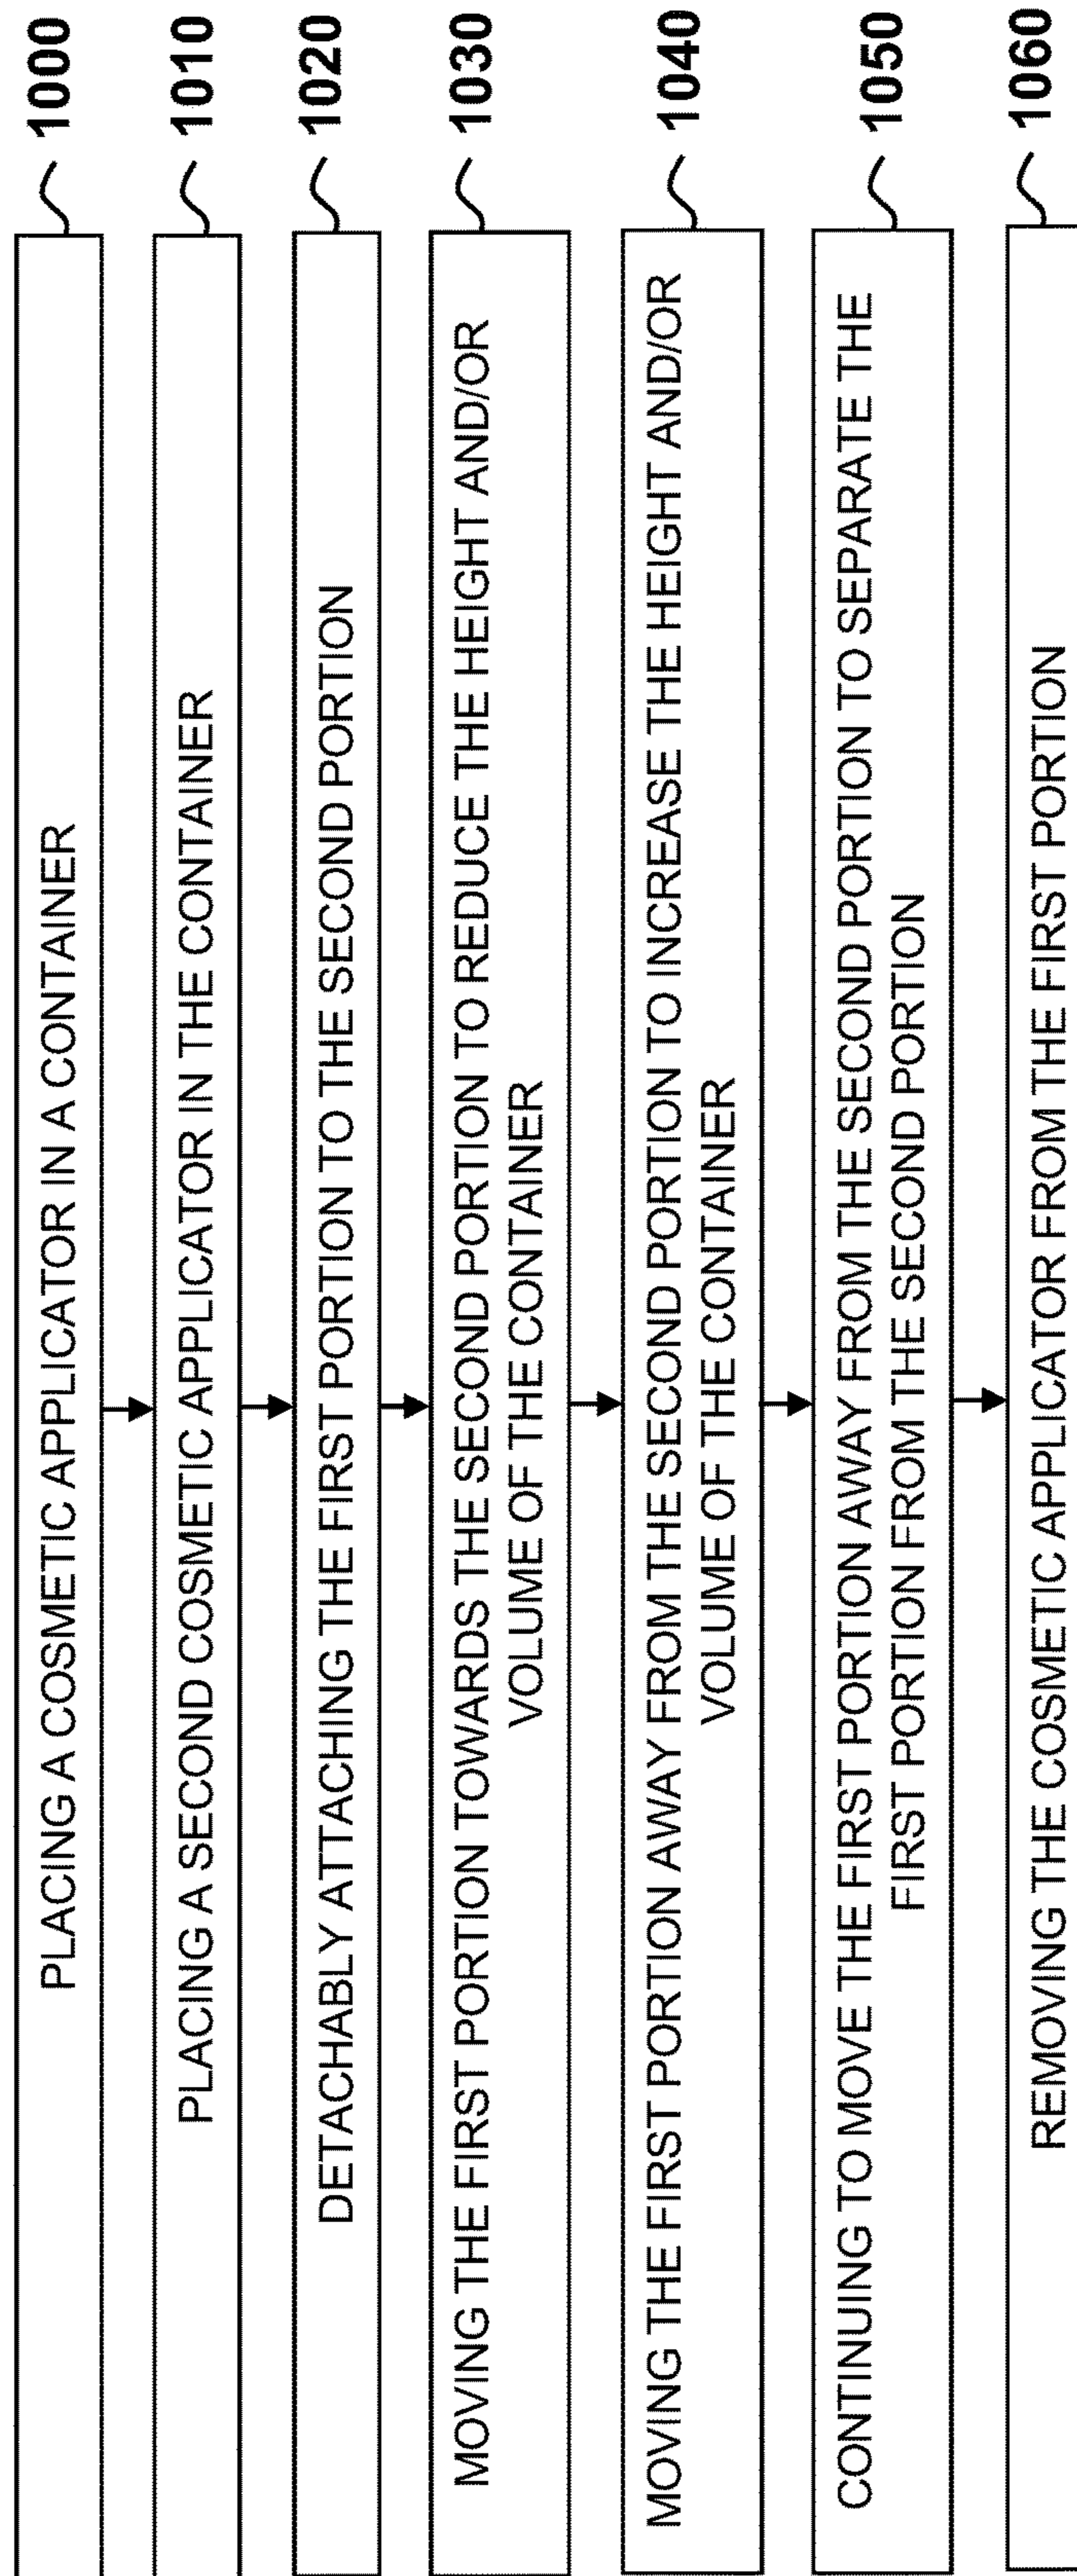 PLACING A COSMETIC APPLICATOR IN A CONTAINER
1000
PLACING A SECOND COSMETIC APPLICATOR IN THE CONTAINER
1010
DETACHABLY ATTACHING THE FIRST PORTION TO THE SECOND PORTION
1020
MOVING THE FIRST PORTION TOWARDS THE SECOND PORTION TO REDUCE THE HEIGHT AND/OR
VOLUME OF THE CONTAINER
1030
MOVING THE FIRST PORTION AWAY FROM THE SECOND PORTION TO INCREASE THE HEIGHT AND/OR
VOLUME OF THE CONTAINER
1040
CONTINUING TO MOVE THE FIRST PORTION AWAY FROM THE SECOND PORTION TO SEPARATE THE
FIRST PORTION FROM THE SECOND PORTION
1050
REMOVING THE COSMETIC APPLICATOR FROM THE FIRST PORTION
1060